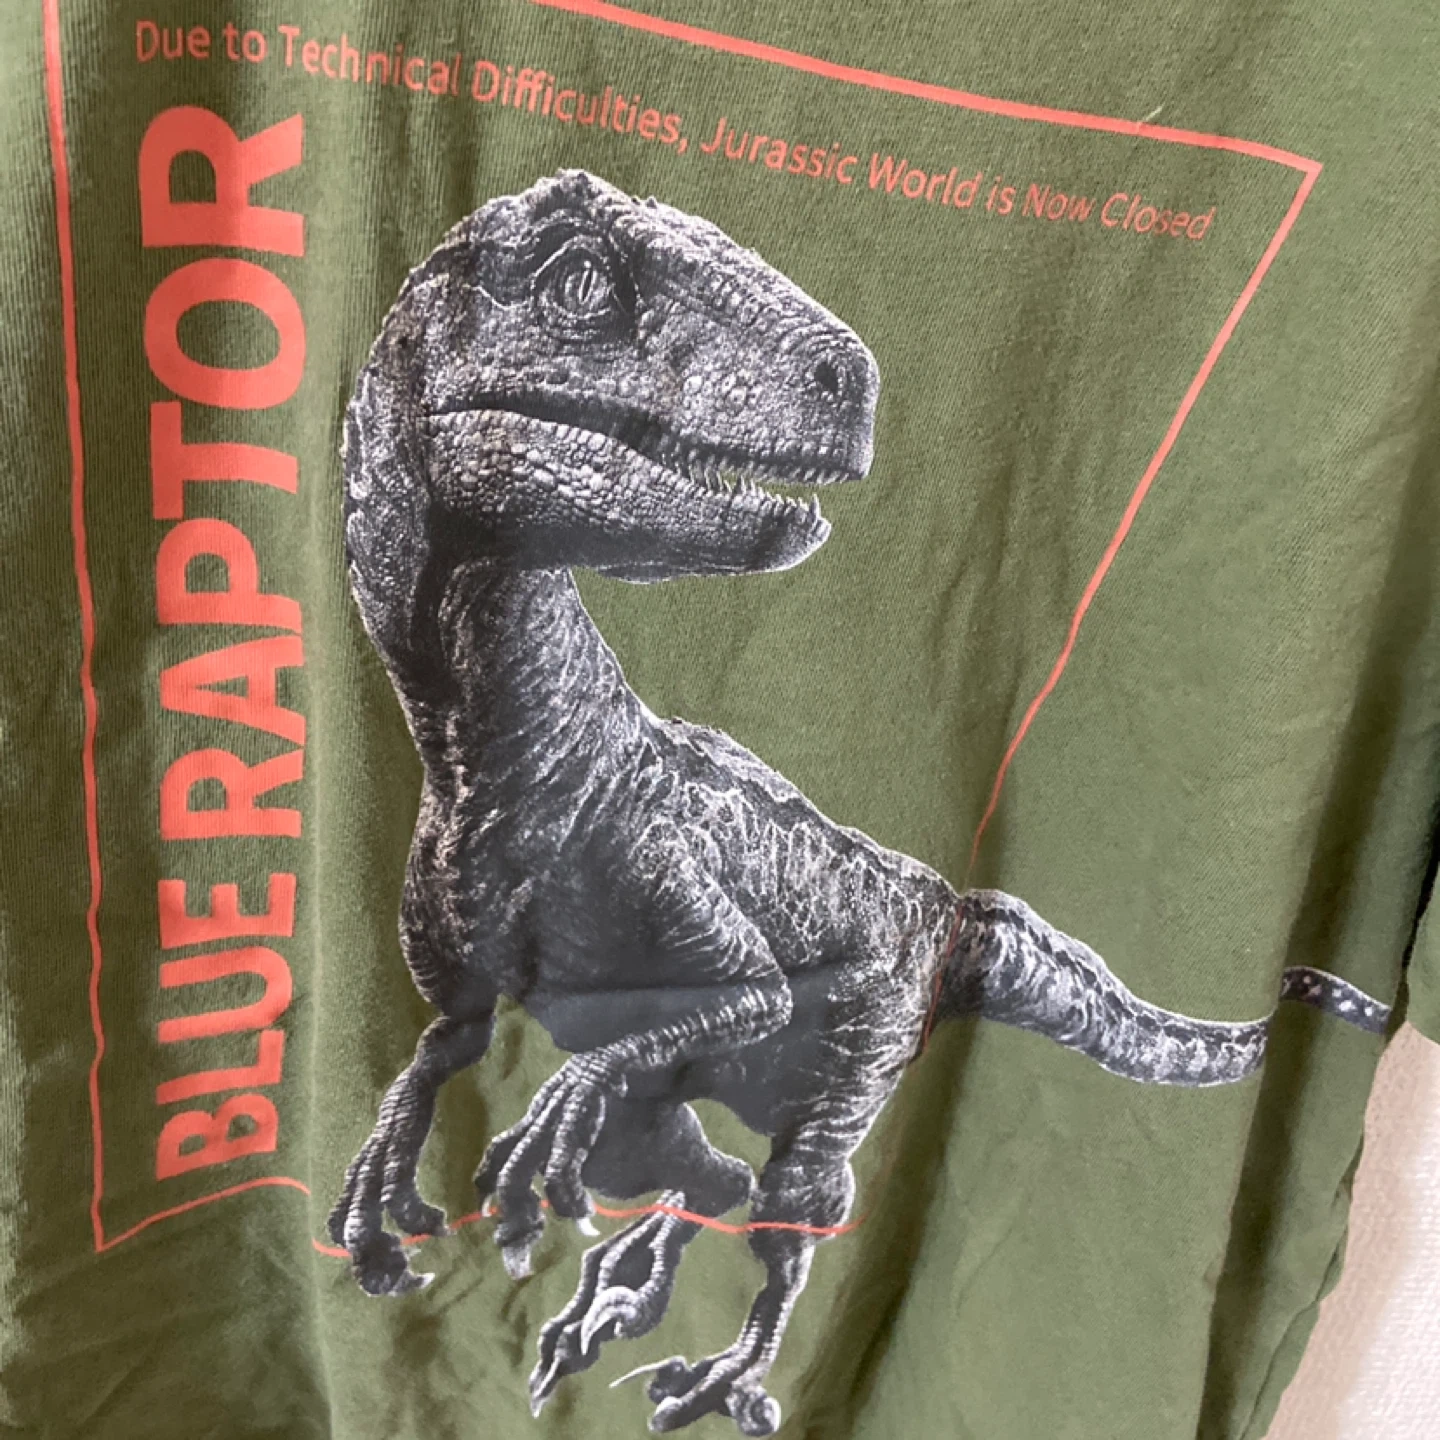 Due to Technical Difficulties, Jurassic World is Now Closed
BLUE RAPTOR